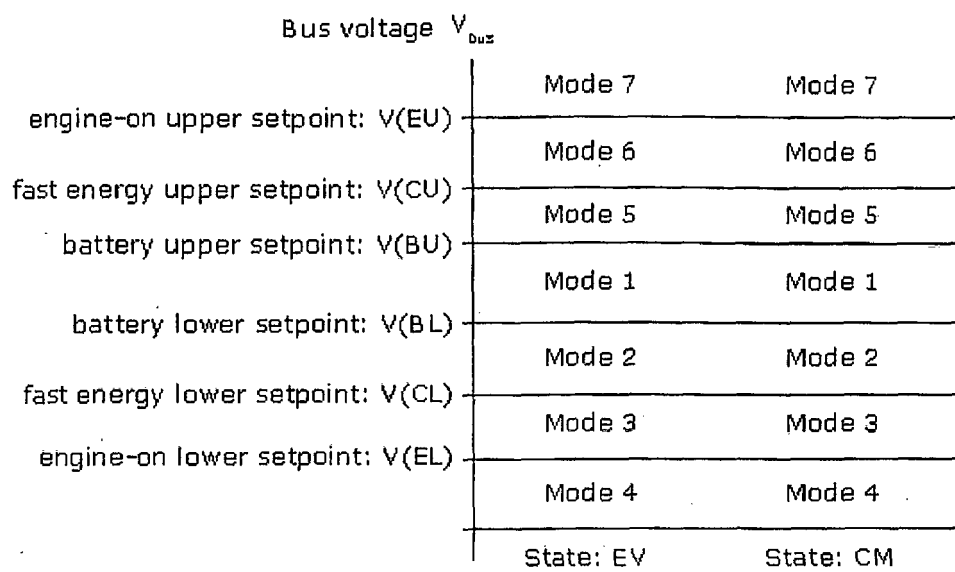 Bus voltage V_bus
Mode 7 Mode 7
engine-on upper setpoint: V(EU)
Mode 6 Mode 6
fast energy upper setpoint: V(CU)
Mode 5 Mode 5
battery upper setpoint: V(BU)
Mode 1 Mode 1
battery lower setpoint: V(BL)
Mode 2 Mode 2
fast energy lower setpoint: V(CL)
Mode 3 Mode 3
engine-on lower setpoint: V(EL)
Mode 4 Mode 4
State: EV State: CM